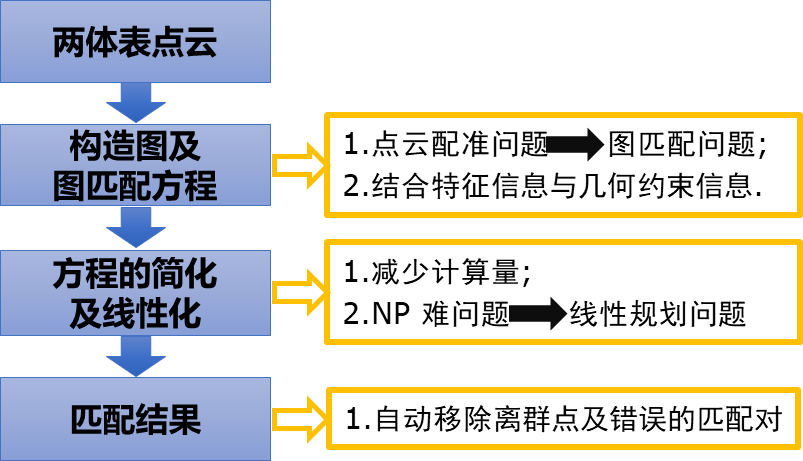 两体表点云
构造图及
图匹配方程
1.点云配准问题 图匹配问题;
2.结合特征信息与几何约束信息.
方程的简化
及线性化
1.减少计算量;
2.NP 难问题 线性规划问题
匹配结果
1.自动移除离群点及错误的匹配对